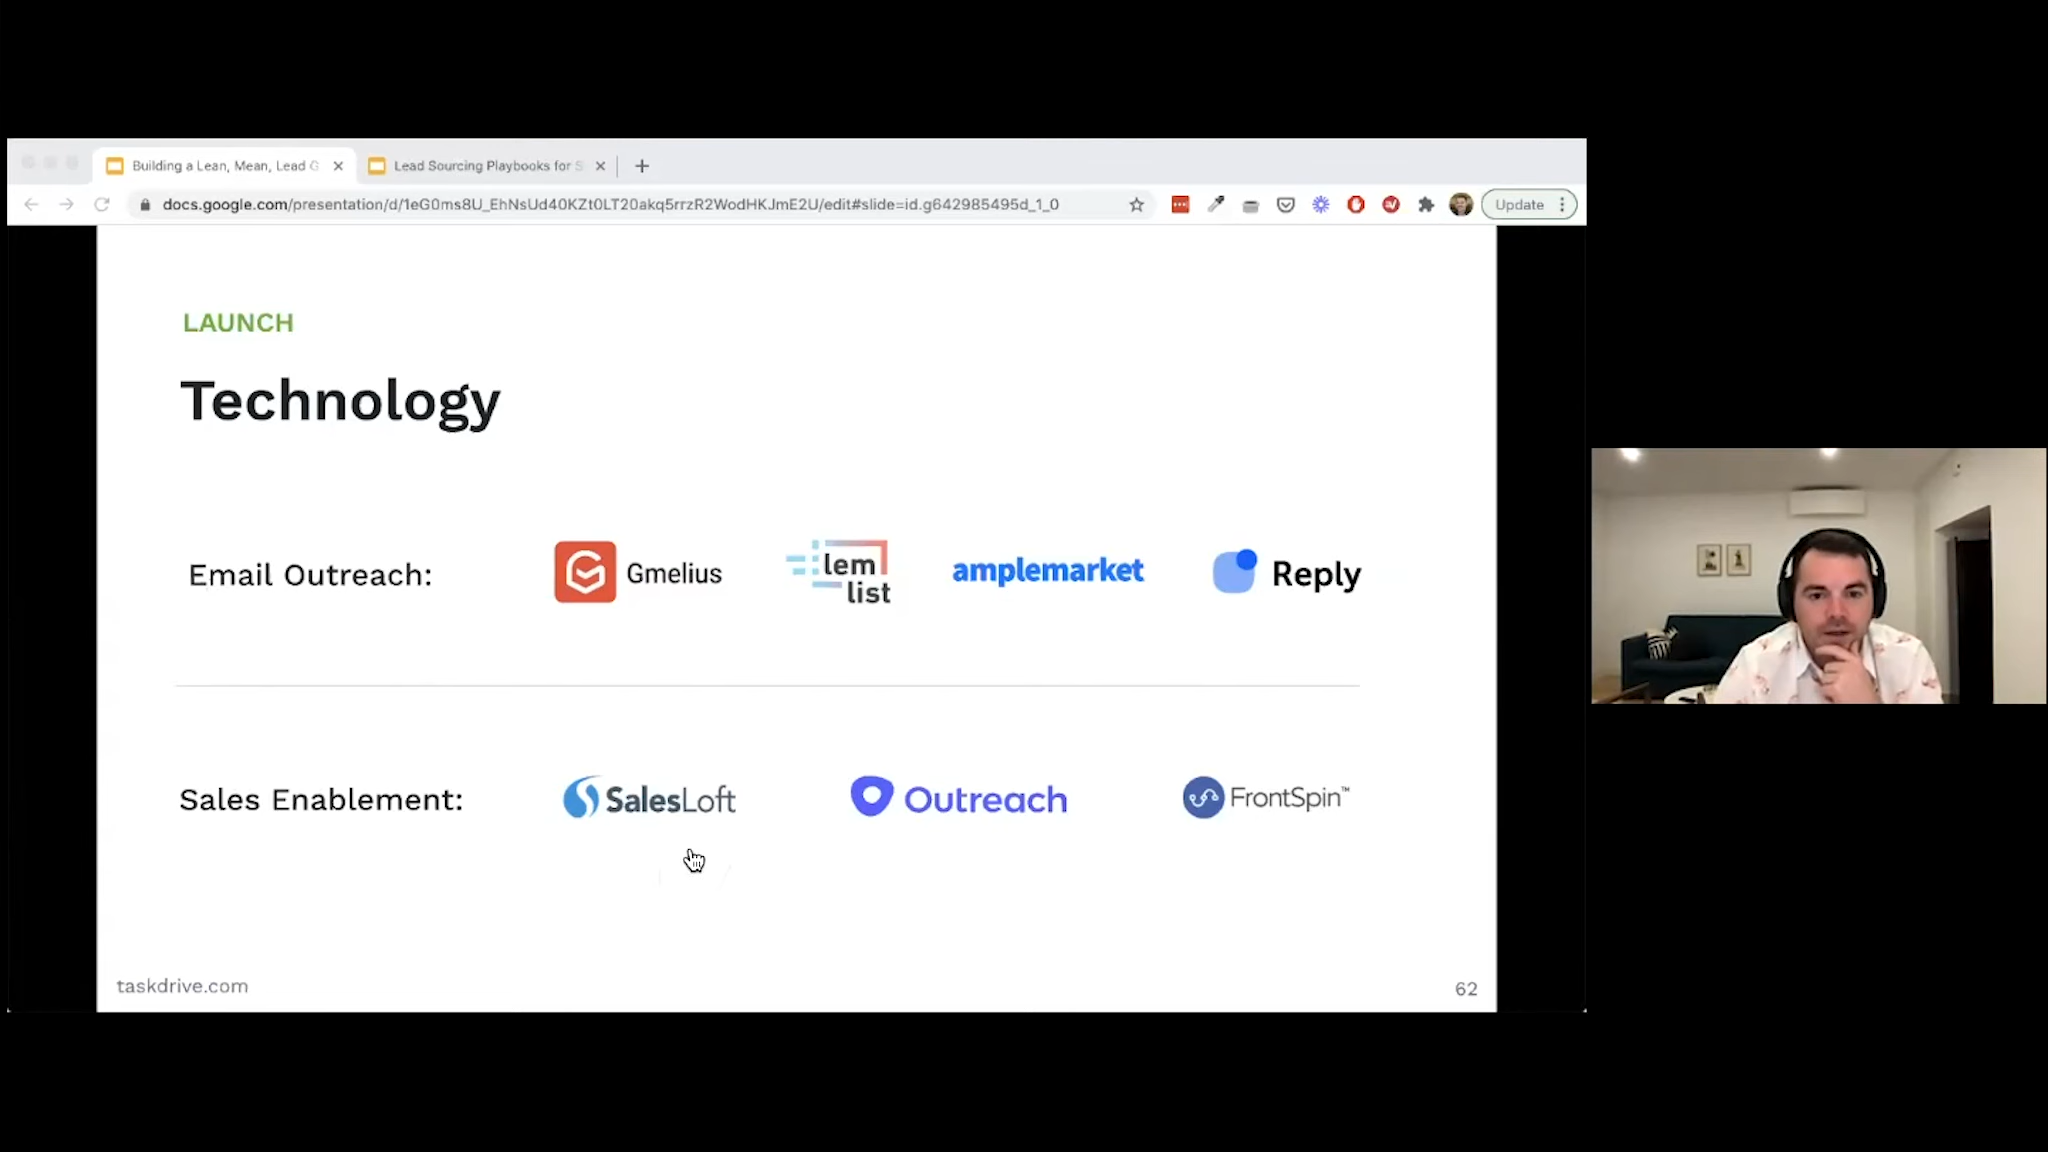 Building a Lean, Mean, Lead G
Lead Sourcing Playbooks for S
docs.google.com/presentation/d/1eG0ms8U_EhNsUd40KZt0LT20akq5rrzR2WodHKJmE2U/edit#slide=id.g642985495d_1_0
Update
LAUNCH
Technology
Email Outreach:
Gmelius
lem
list
amplemarket
Reply
Sales Enablement:
SalesLoft
Outreach
FrontSpin™
taskdrive.com
62